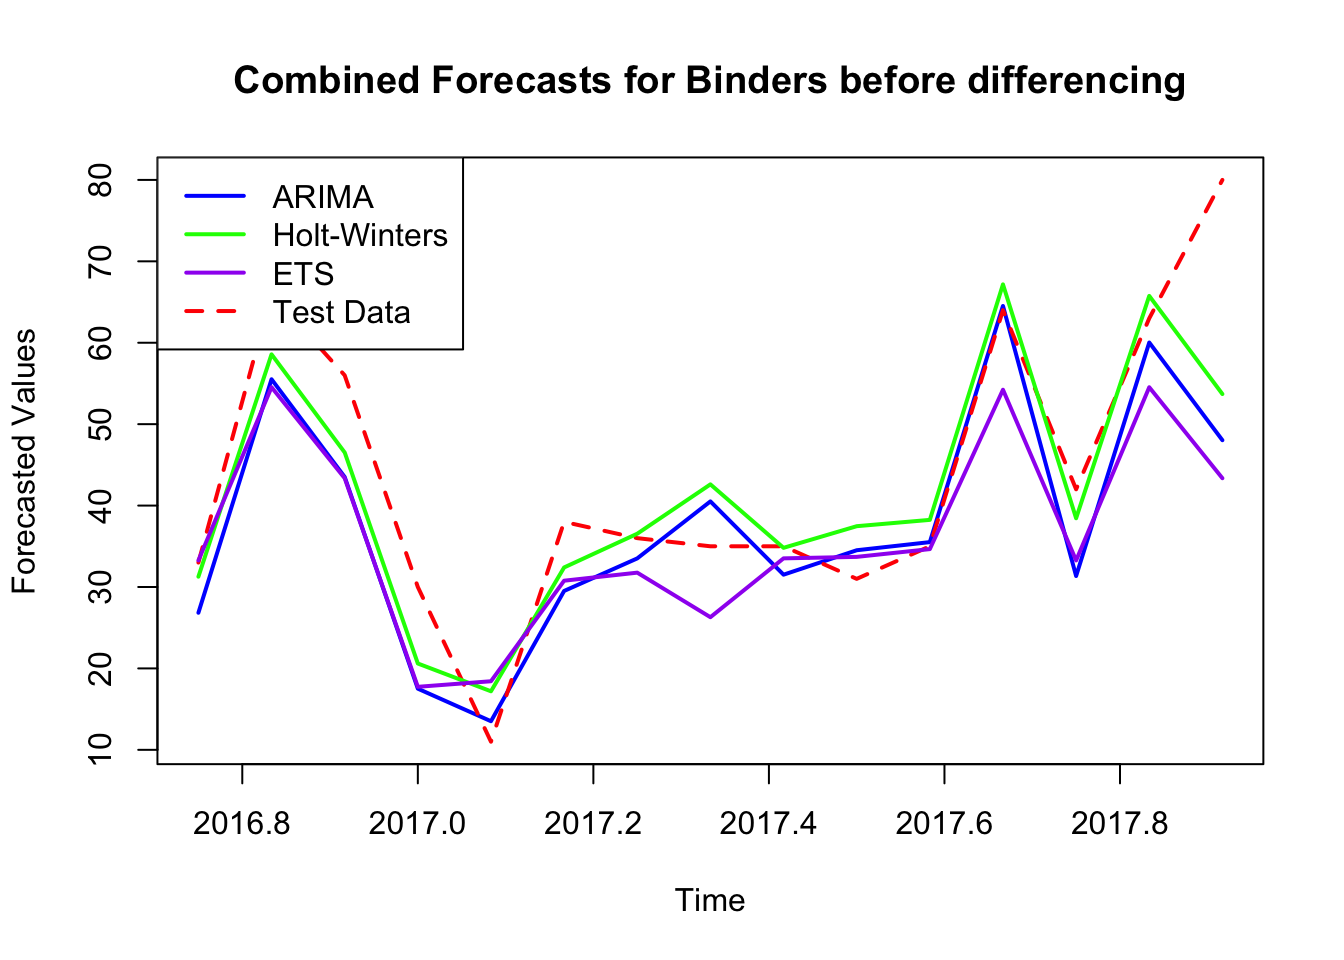 Combined Forecasts for Binders before differencing
ARIMA
Holt-Winters
ETS
Test Data
Forecasted Values
80
70
60
50
40
30
20
10
2016.8 2017.0 2017.2 2017.4 2017.6 2017.8
Time